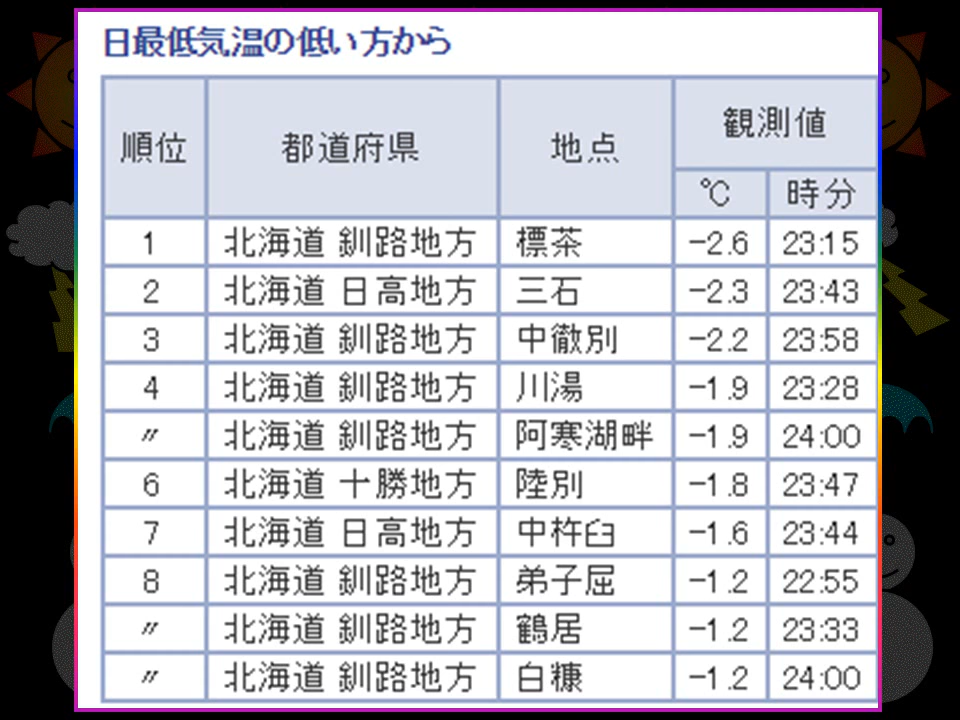 日最低気温の低い方から
順位 都道府県 地点 観測値
℃ 時分
1 北海道 釧路地方 標茶 −2.6 23:15
2 北海道 日高地方 三石 −2.3 23:43
3 北海道 釧路地方 中徹別 −2.2 23:58
4 北海道 釧路地方 川湯 −1.9 23:28
〃 北海道 釧路地方 阿寒湖畔 −1.9 24:00
6 北海道 十勝地方 陸別 −1.8 23:47
7 北海道 日高地方 中杵臼 −1.6 23:44
8 北海道 釧路地方 弟子屈 −1.2 22:55
〃 北海道 釧路地方 鶴居 −1.2 23:33
〃 北海道 釧路地方 白糠 −1.2 24:00